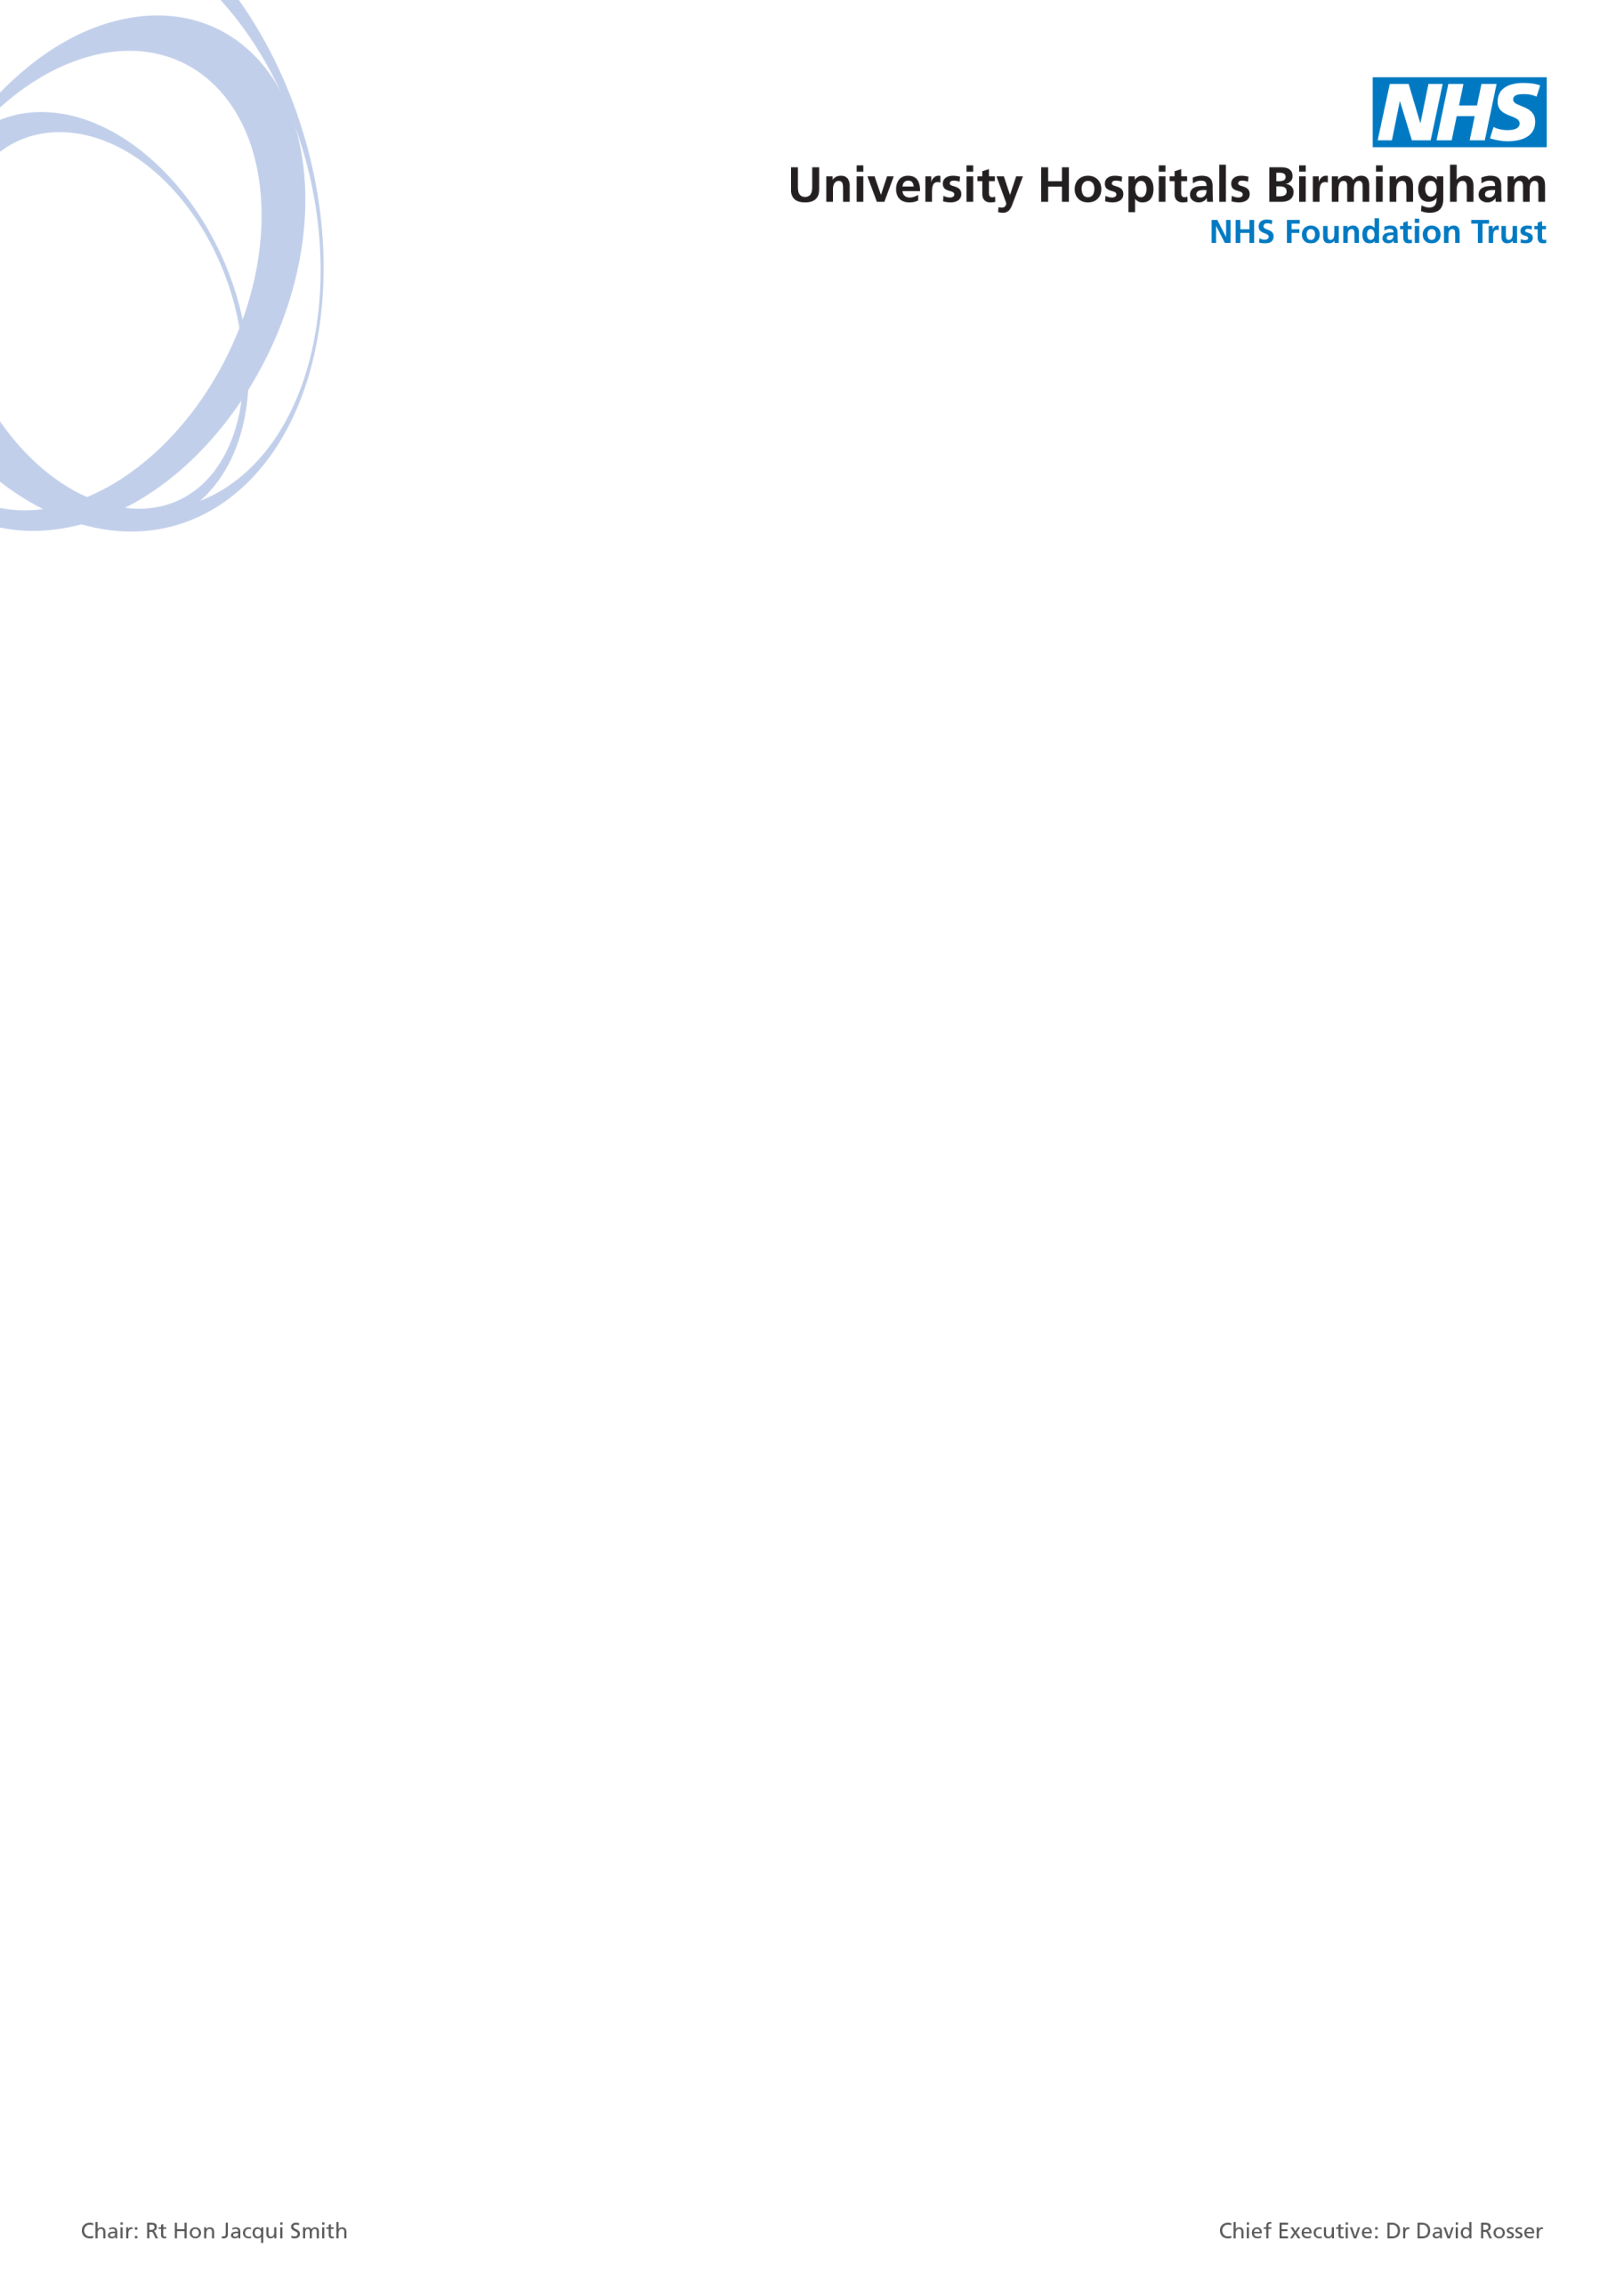 NHS
University Hospitals Birmingham
NHS Foundation Trust
Chair: Rt Hon Jacqui Smith
Chief Executive: Dr David Rosser